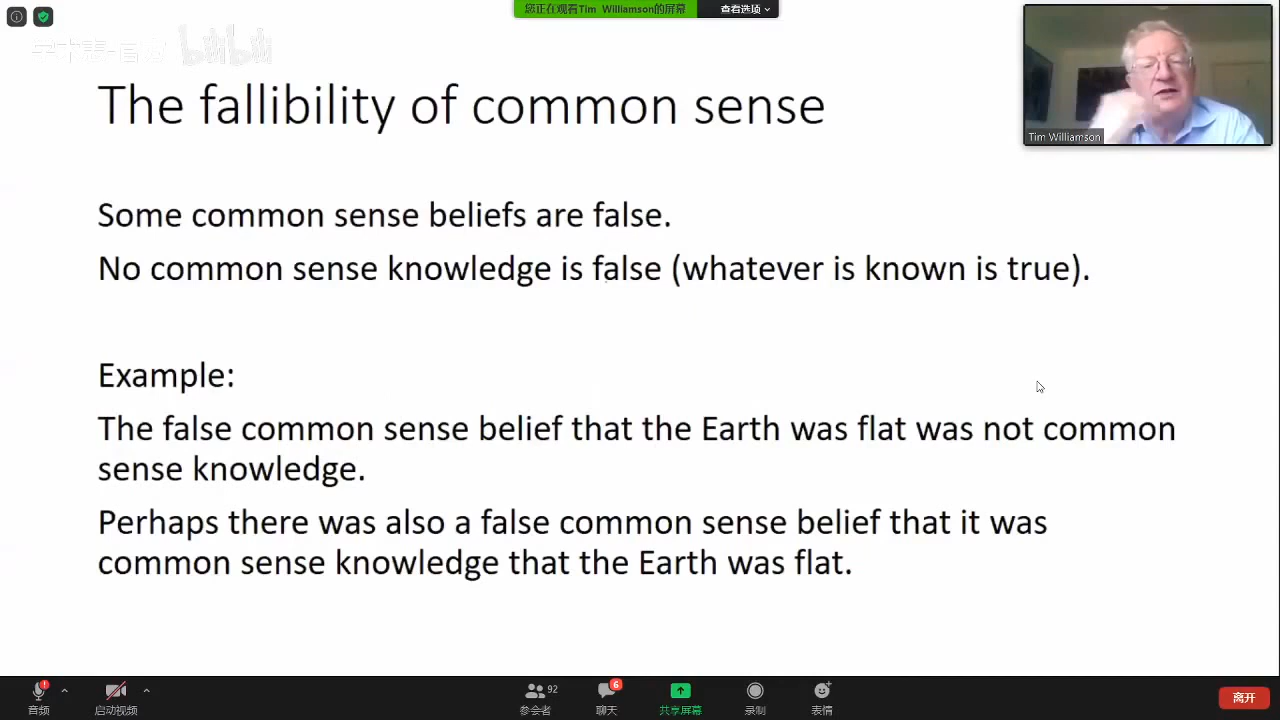 您正在观看Tim Williamson的屏幕 查看选项
bilibili
The fallibility of common sense
Tim Williamson
Some common sense beliefs are false.
No common sense knowledge is false (whatever is known is true).
Example:
The false common sense belief that the Earth was flat was not common
sense knowledge.
Perhaps there was also a false common sense belief that it was
common sense knowledge that the Earth was flat.
92
6
音频 启动视频 参会者 聊天 共享屏幕 录制 表情 离开